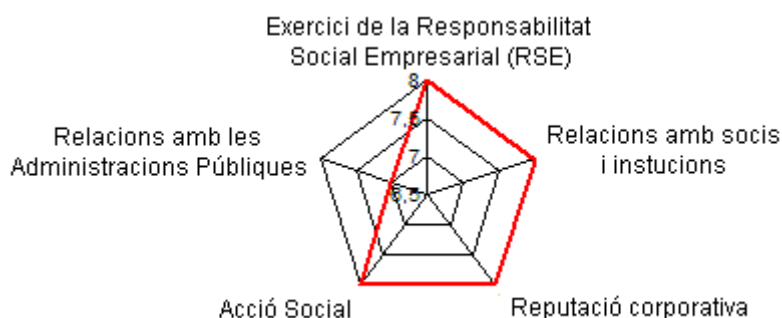 Exercici de la Responsabilitat
Social Empresarial (RSE)
8
7,5
7
6,5
Relacions amb les
Administracions Públiques
Relacions amb socis
i instucions
Acció Social
Reputació corporativa